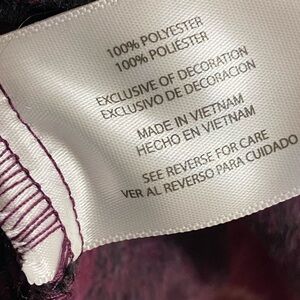 100% POLYESTER
100% POLIÉSTER
EXCLUSIVE OF DECORATION
EXCLUSIVO DE DECORACION
MADE IN VIETNAM
HECHO EN VIETNAM
SEE REVERSE FOR CARE
VER AL REVERSO PARA CUIDADO